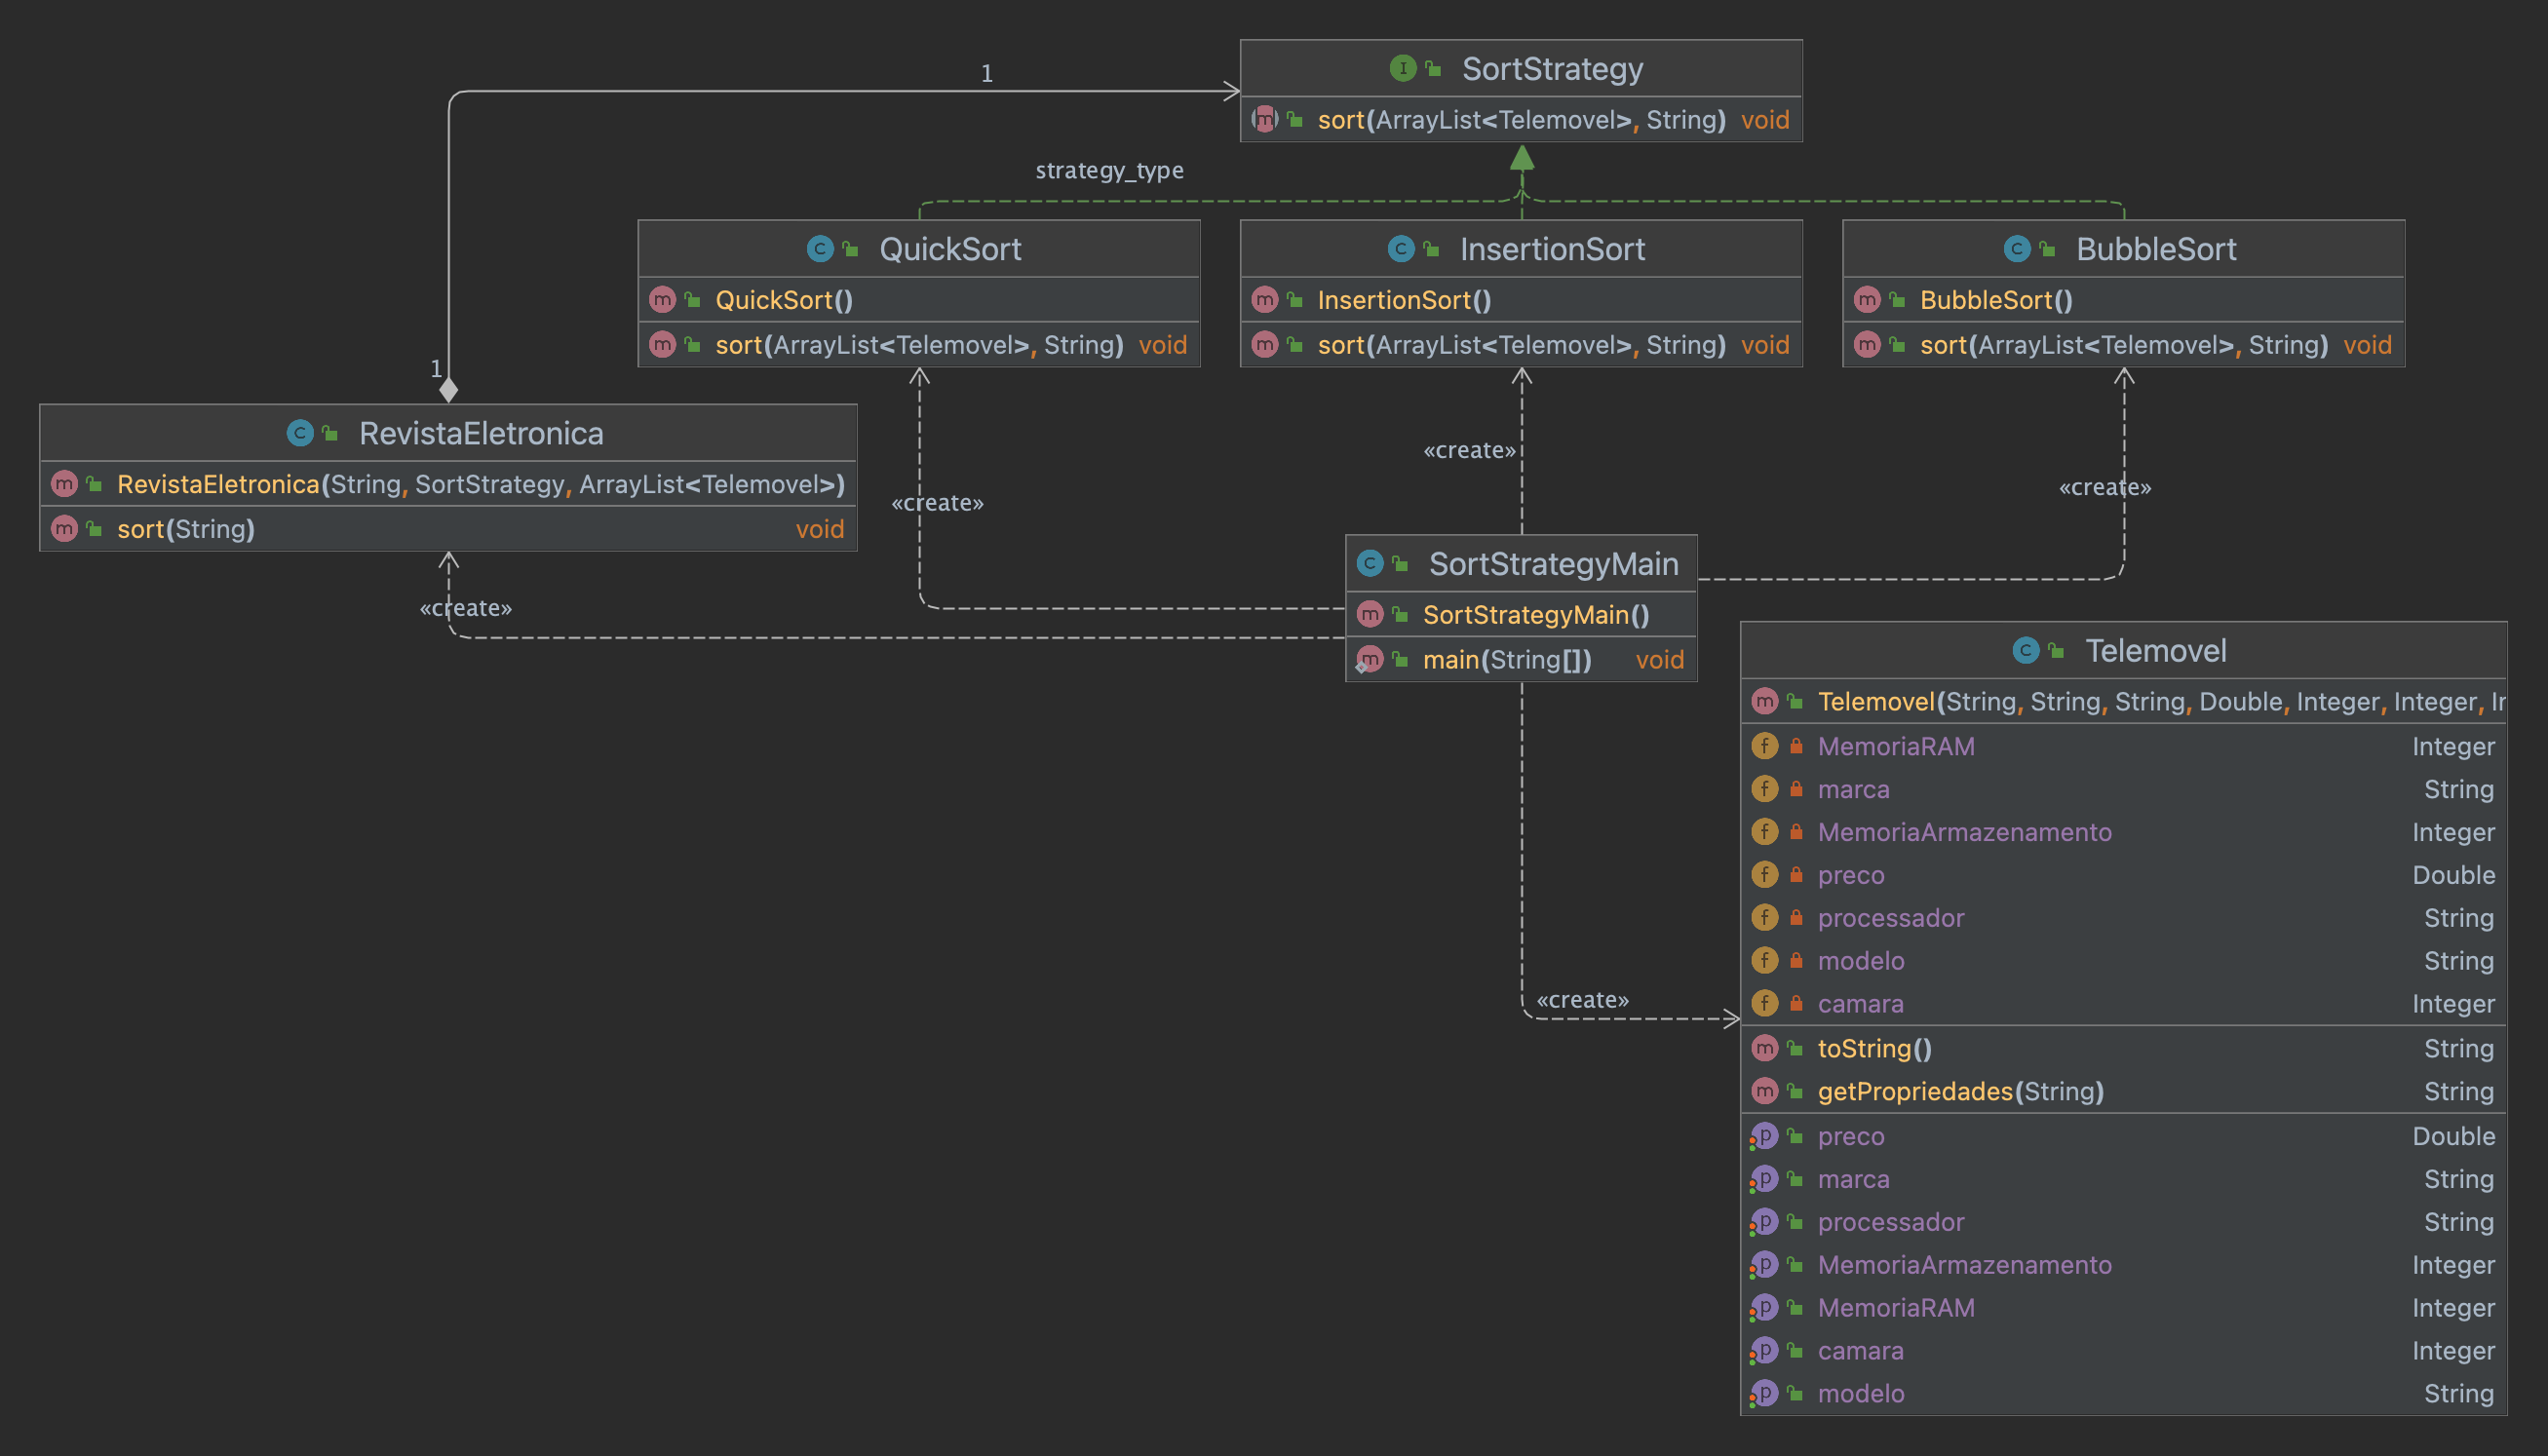 1
SortStrategy
sort(ArrayList<Telemovel>, String) void
strategy_type
QuickSort
QuickSort()
sort(ArrayList<Telemovel>, String) void
InsertionSort
InsertionSort()
sort(ArrayList<Telemovel>, String) void
BubbleSort
BubbleSort()
sort(ArrayList<Telemovel>, String) void
1
RevistaEletronica
RevistaEletronica(String, SortStrategy, ArrayList<Telemovel>)
sort(String) void
«create»
«create»
«create»
«create»
SortStrategyMain
SortStrategyMain()
main(String[]) void
«create»
Telemovel
Telemovel(String, String, String, Double, Integer, Integer, Ir
MemoriaRAM Integer
marca String
MemoriaArmazenamento Integer
preco Double
processador String
modelo String
camara Integer
toString() String
getPropriedades(String) String
preco Double
marca String
processador String
MemoriaArmazenamento Integer
MemoriaRAM Integer
camara Integer
modelo String